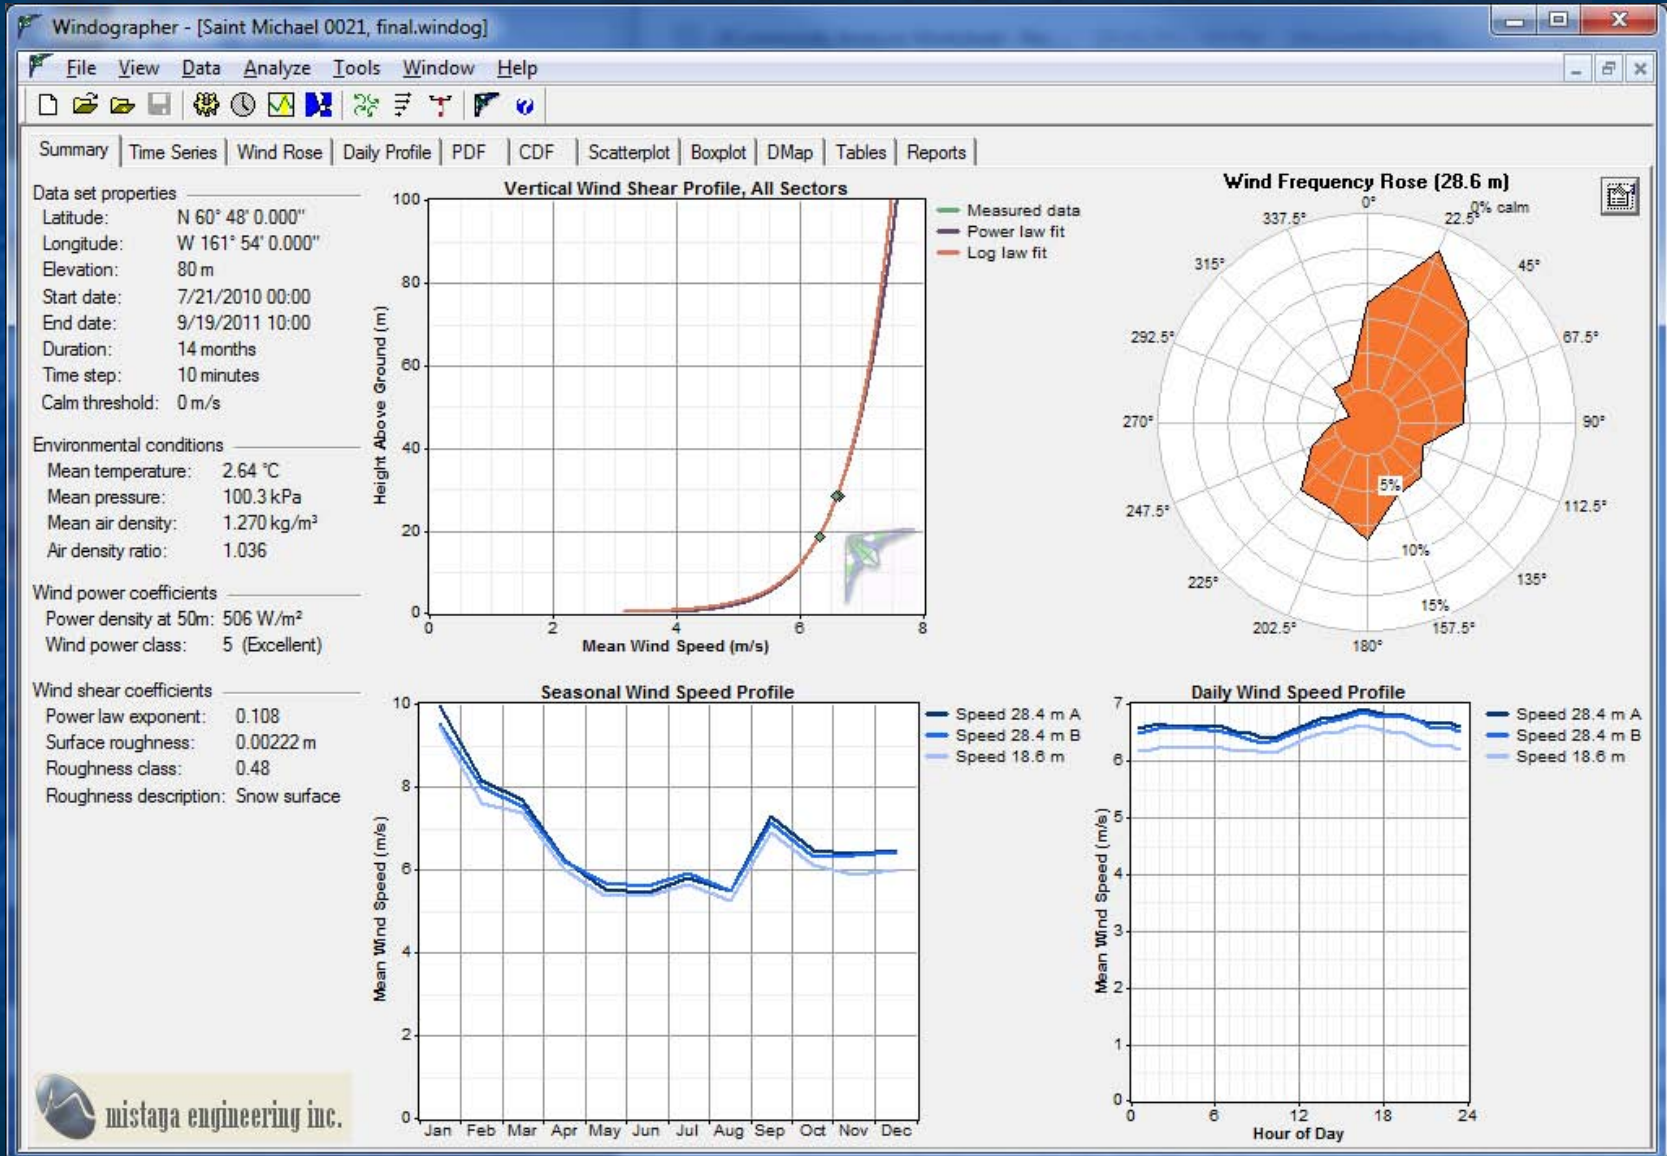 Windographer - [Saint Michael 0021, final.windog]
File View Data Analyze Tools Window Help
Summary Time Series Wind Rose Daily Profile PDF CDF Scatterplot Boxplot DMap Tables Reports
Data set properties
Latitude: N 60° 48' 0.000"
Longitude: W 161° 54' 0.000"
Elevation: 80 m
Start date: 7/21/2010 00:00
End date: 9/19/2011 10:00
Duration: 14 months
Time step: 10 minutes
Calm threshold: 0 m/s
Environmental conditions
Mean temperature: 2.64 °C
Mean pressure: 100.3 kPa
Mean air density: 1.270 kg/m³
Air density ratio: 1.036
Wind power coefficients
Power density at 50m: 506 W/m²
Wind power class: 5 (Excellent)
Wind shear coefficients
Power law exponent: 0.108
Surface roughness: 0.00222 m
Roughness class: 0.48
Roughness description: Snow surface
mistaya engineering inc.
Vertical Wind Shear Profile, All Sectors
Height Above Ground (m)
100
80
60
40
20
0
0 2 4 6 8
Mean Wind Speed (m/s)
Measured data
Power law fit
Log law fit
Wind Frequency Rose (28.6 m)
0% calm
0°
22.5°
45°
67.5°
90°
112.5°
135°
157.5°
180°
202.5°
225°
247.5°
270°
292.5°
315°
337.5°
5%
10%
15%
Seasonal Wind Speed Profile
Mean Wind Speed (m/s)
10
8
6
4
2
0
Jan Feb Mar Apr May Jun Jul Aug Sep Oct Nov Dec
Speed 28.4 m A
Speed 28.4 m B
Speed 18.6 m
Daily Wind Speed Profile
Mean Wind Speed (m/s)
7
6
5
4
3
2
1
0
0 6 12 18 24
Hour of Day
Speed 28.4 m A
Speed 28.4 m B
Speed 18.6 m